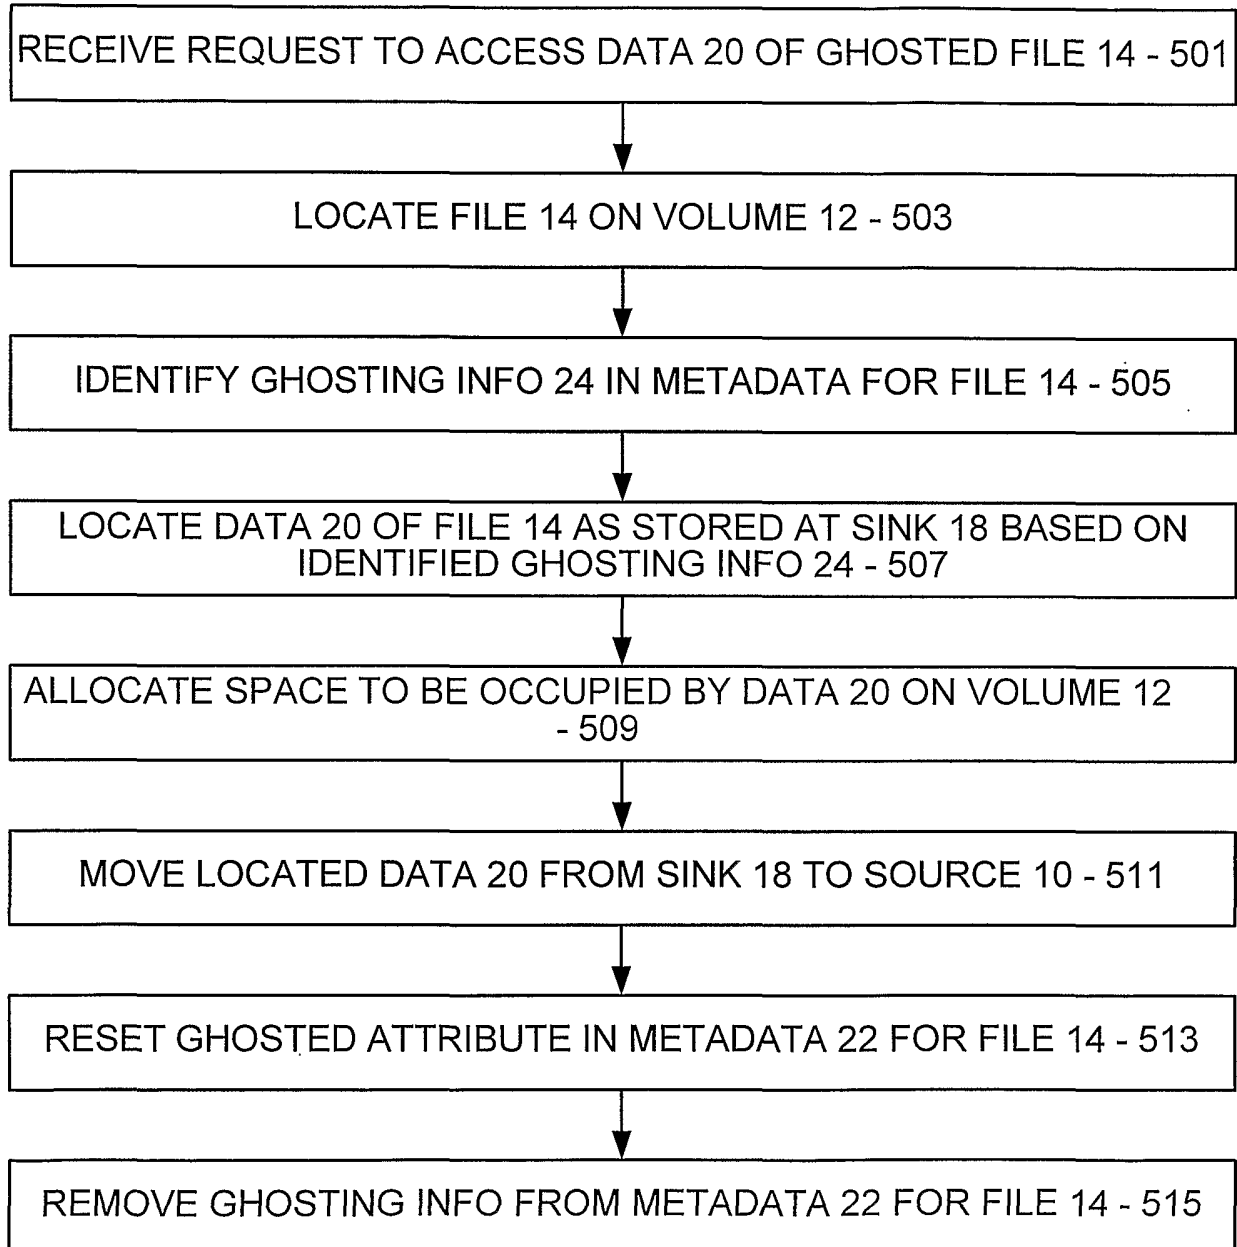 RECEIVE REQUEST TO ACCESS DATA 20 OF GHOSTED FILE 14 - 501
LOCATE FILE 14 ON VOLUME 12 - 503
IDENTIFY GHOSTING INFO 24 IN METADATA FOR FILE 14 - 505
LOCATE DATA 20 OF FILE 14 AS STORED AT SINK 18 BASED ON
IDENTIFIED GHOSTING INFO 24 - 507
ALLOCATE SPACE TO BE OCCUPIED BY DATA 20 ON VOLUME 12
- 509
MOVE LOCATED DATA 20 FROM SINK 18 TO SOURCE 10 - 511
RESET GHOSTED ATTRIBUTE IN METADATA 22 FOR FILE 14 - 513
REMOVE GHOSTING INFO FROM METADATA 22 FOR FILE 14 - 515